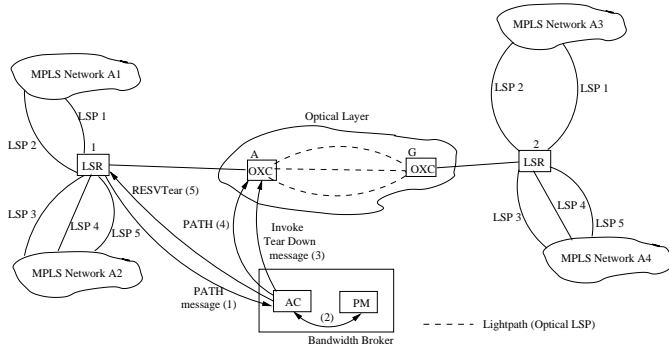 MPLS Network A3
MPLS Network A1
LSP 2
LSP 1
LSP 1
Optical Layer
LSP 2
1
A
G
2
LSR
OXC
OXC
LSR
RESVTear (5)
LSP 3
LSP 4
LSP 5
PATH (4)
Invoke
Tear Down
message (3)
LSP 3
LSP 4
LSP 5
MPLS Network A2
MPLS Network A4
PATH
message (1)
AC
PM
(2)
Bandwidth Broker
Lightpath (Optical LSP)